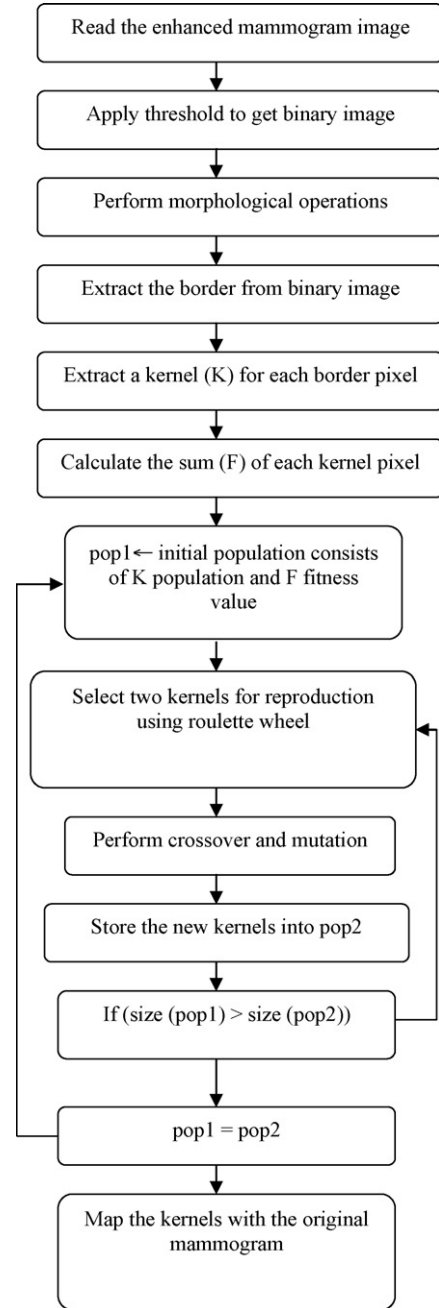 Read the enhanced mammogram image
Apply threshold to get binary image
Perform morphological operations
Extract the border from binary image
Extract a kernel (K) for each border pixel
Calculate the sum (F) of each kernel pixel
pop1← initial population consists
of K population and F fitness
value
Select two kernels for reproduction
using roulette wheel
Perform crossover and mutation
Store the new kernels into pop2
If (size (pop1) > size (pop2))
pop1 = pop2
Map the kernels with the original
mammogram